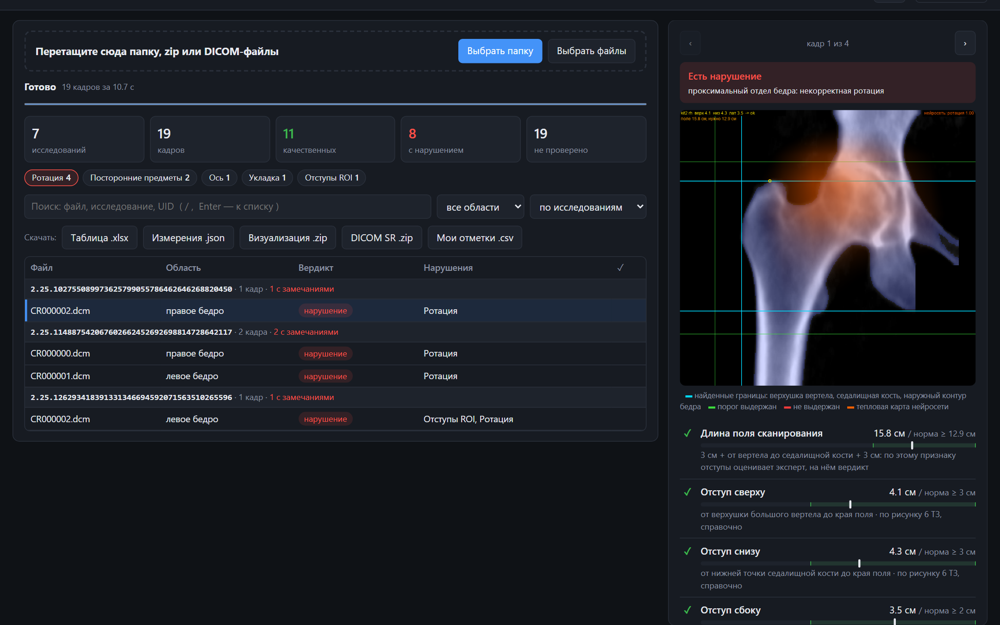 Перетащите сюда папку, zip или DICOM-файлы
Выбрать папку
Выбрать файлы
Готово 19 кадров за 10.7 с
7
исследований
19
кадров
11
качественных
8
с нарушением
19
не проверено
Ротация 4
Посторонние предметы 2
Ось 1
Укладка 1
Отступы ROI 1
Поиск: файл, исследование, UID ( / , Enter — к списку )
все области
по исследованиям
Скачать:
Таблица .xlsx
Измерения .json
Визуализация .zip
DICOM SR .zip
Мои отметки .csv
Файл Область Вердикт Нарушения ✓
2.25.102755089973625799055786462646268820450 · 1 кадр · 1 с замечаниями
CR000002.dcm правое бедро нарушение Ротация
2.25.114887542067602662452692698814728642117 · 2 кадра · 2 с замечаниями
CR000000.dcm правое бедро нарушение Ротация
CR000001.dcm левое бедро нарушение Ротация
2.25.126293418391331346694592071563510265596 · 1 кадр · 1 с замечаниями
CR000002.dcm левое бедро нарушение Отступы ROI, Ротация
‹ кадр 1 из 4 ›
Есть нарушение
проксимальный отдел бедра: некорректная ротация
kit2 rh верх 4.1 низ 4.3 лат 3.5 -> ok
нейросеть: ротация 1.00
поле 15.8 см, нужно 12.9 см
найденные границы: верхушка вертела, седалищная кость, наружный контур
бедра порог выдержан не выдержан тепловая карта нейросети
✓ Длина поля сканирования 15.8 см / норма ≥ 12.9 см
3 см + от вертела до седалищной кости + 3 см: по этому признаку
отступы оценивает эксперт, на нём вердикт
✓ Отступ сверху 4.1 см / норма ≥ 3 см
от верхушки большого вертела до края поля · по рисунку 6 ТЗ,
справочно
✓ Отступ снизу 4.3 см / норма ≥ 3 см
от нижней точки седалищной кости до края поля · по рисунку 6 ТЗ,
справочно
✓ Отступ сбоку 3.5 см / норма ≥ 2 см